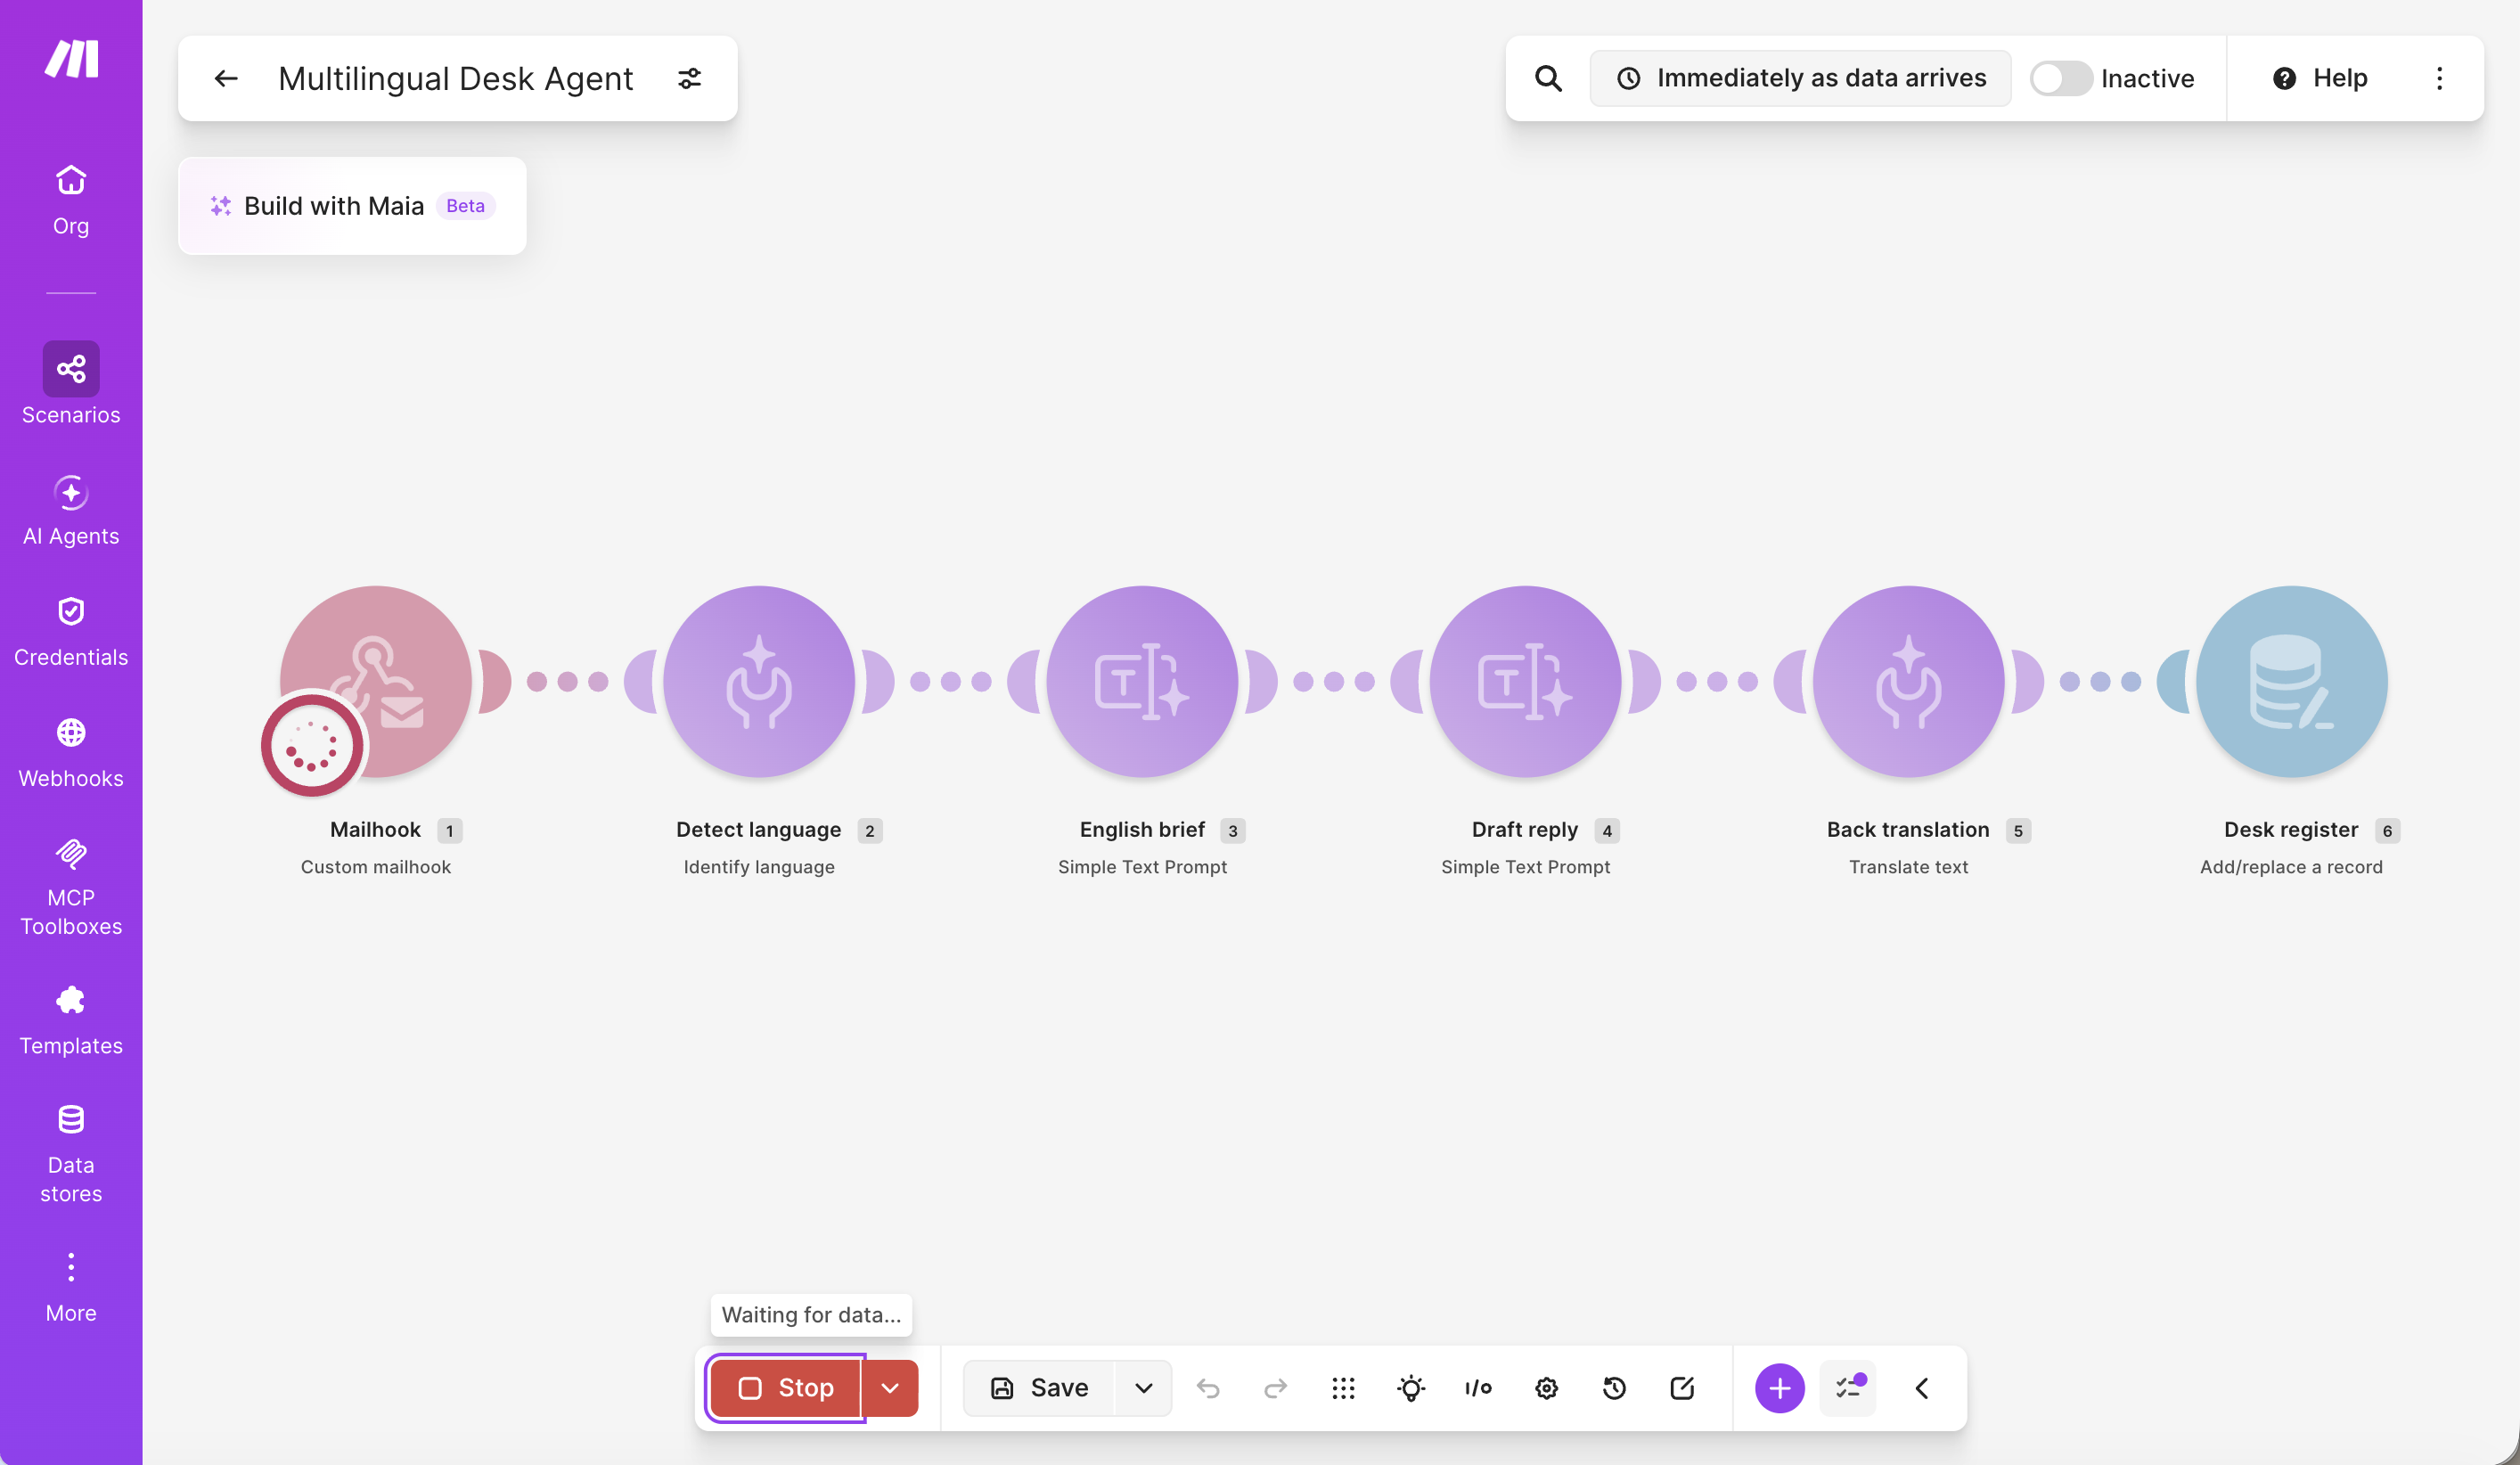 Multilingual Desk Agent
Immediately as data arrives
Inactive
Help
Build with Maia Beta
Org
Scenarios
AI Agents
Credentials
Webhooks
MCP
Toolboxes
Templates
Data
stores
More
Mailhook 1
Custom mailhook
Detect language 2
Identify language
English brief 3
Simple Text Prompt
Draft reply 4
Simple Text Prompt
Back translation 5
Translate text
Desk register 6
Add/replace a record
Waiting for data...
Stop
Save